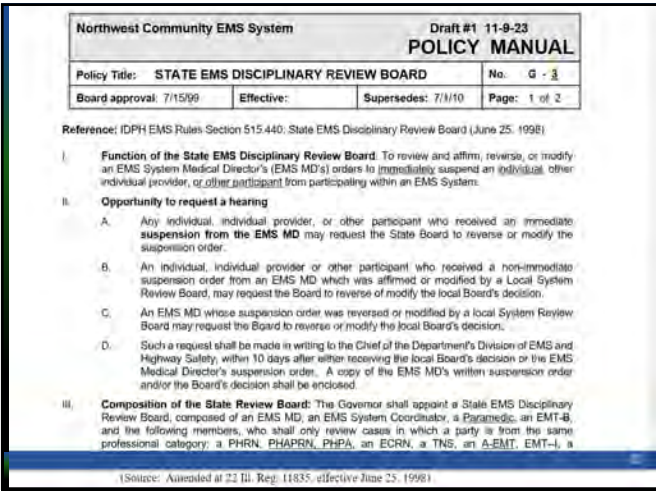 Northwest Community EMS System
Draft #1 11-9-23
POLICY MANUAL
Policy Title: STATE EMS DISCIPLINARY REVIEW BOARD
No. G - 3
Board approval: 7/15/99
Effective:
Supersedes: 7/1/10
Page: 1 of 2
Reference: IDPH EMS Rules Section 515.440: State EMS Disciplinary Review Board (June 25, 1998)
I. Function of the State EMS Disciplinary Review Board: To review and affirm, reverse, or modify
an EMS System Medical Director's (EMS MD's) orders to immediately suspend an individual, other
individual provider, or other participant from participating within an EMS System.
II. Opportunity to request a hearing
A. Any individual, individual provider, or other participant who received an immediate
suspension from the EMS MD may request the State Board to reverse or modify the
suspension order.
B. An individual, individual provider or other participant who received a non-immediate
suspension order from an EMS MD which was affirmed or modified by a Local System
Review Board, may request the Board to reverse of modify the local Board's decision.
C. An EMS MD whose suspension order was reversed or modified by a local System Review
Board may request the Board to reverse or modify the local Board's decision.
D. Such a request shall be made in writing to the Chief of the Department's Division of EMS and
Highway Safety, within 10 days after either receiving the local Board's decision or the EMS
Medical Director's suspension order. A copy of the EMS MD's written suspension order
and/or the Board's decision shall be enclosed.
III. Composition of the State Review Board: The Governor shall appoint a State EMS Disciplinary
Review Board, composed of an EMS MD, an EMS System Coordinator, a Paramedic, an EMT-B,
and the following members, who shall only review cases in which a party is from the same
professional category: a PHRN, PHAPRN, PHPA, an ECRN, a TNS, an A-EMT, EMT-I, a
(Source: Amended at 22 Ill. Reg. 11835, effective June 25, 1998)